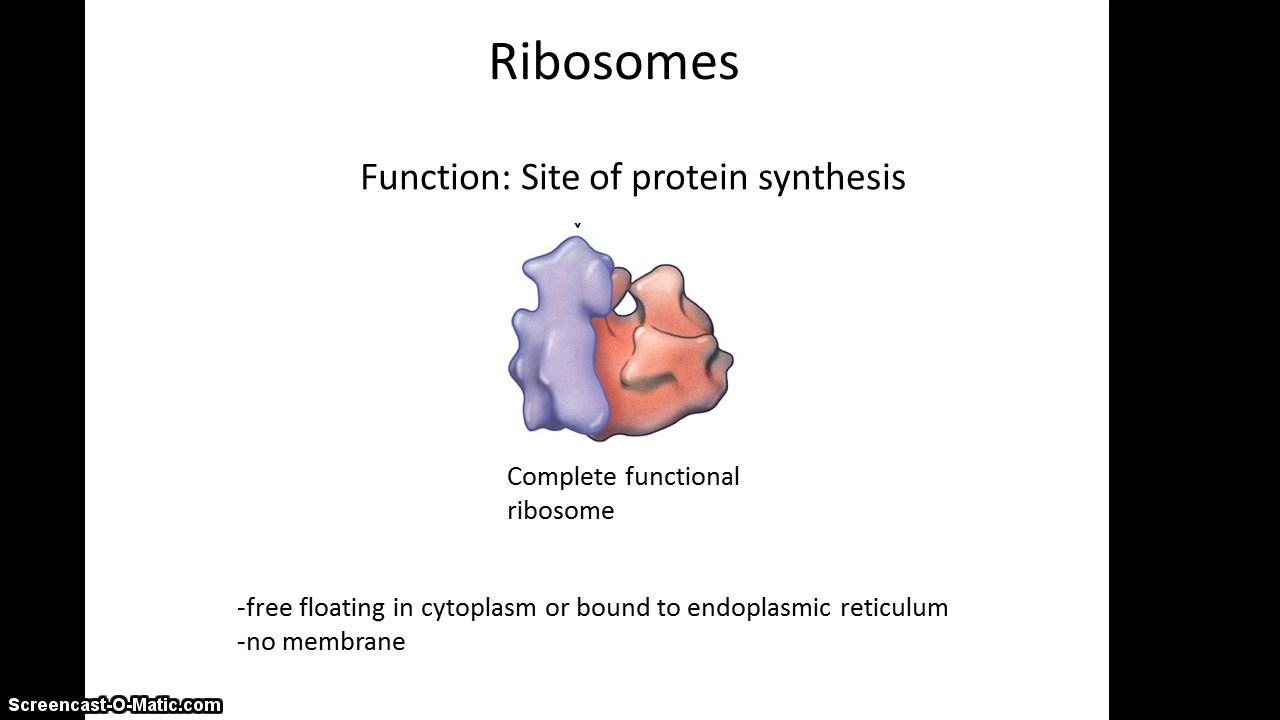 Ribosomes
Function: Site of protein synthesis
Complete functional
ribosome
-free floating in cytoplasm or bound to endoplasmic reticulum
-no membrane
Screencast-O-Matic.com